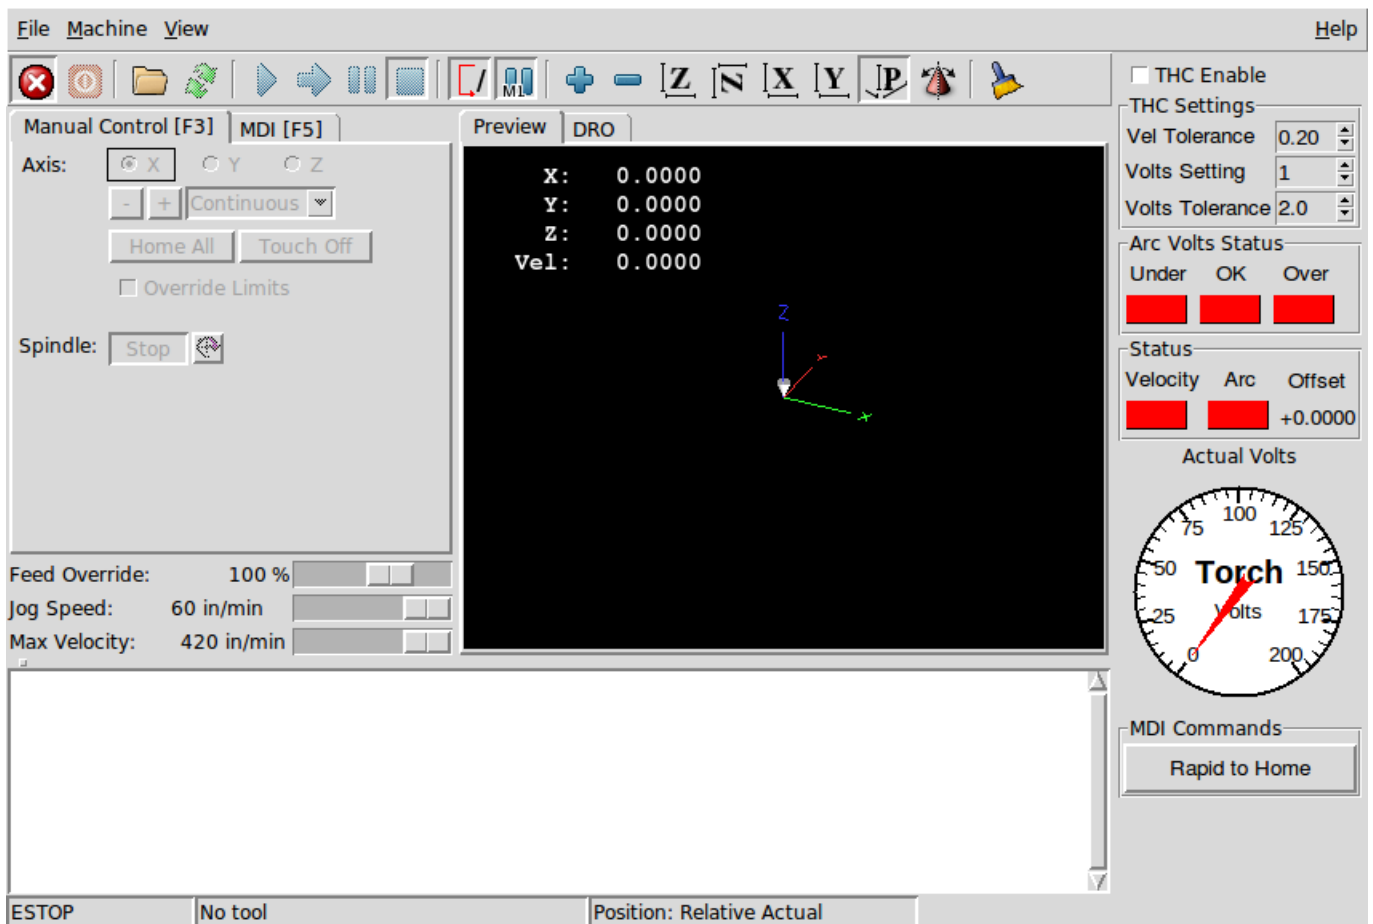 File Machine View Help
M1 Z N X Y P
THC Enable
THC Settings
Vel Tolerance 0.20
Volts Setting 1
Volts Tolerance 2.0
Arc Volts Status
Under OK Over
Status
Velocity Arc Offset
+0.0000
Actual Volts
75 100 125
50 Torch 150
25 Volts 175
0 200
MDI Commands
Rapid to Home
Manual Control [F3] MDI [F5]
Axis: X Y Z
- + Continuous
Home All Touch Off
Override Limits
Spindle: Stop
Feed Override: 100 %
Jog Speed: 60 in/min
Max Velocity: 420 in/min
Preview DRO
X: 0.0000
Y: 0.0000
Z: 0.0000
Vel: 0.0000
Z
Y
X
ESTOP No tool Position: Relative Actual